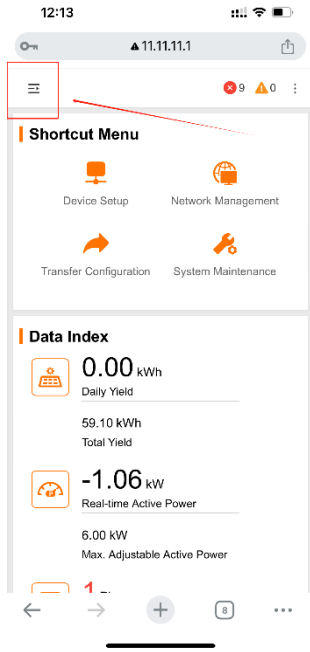 12:13
11.11.11.1
9
0
Shortcut Menu
Device Setup
Network Management
Transfer Configuration
System Maintenance
Data Index
0.00 kWh
Daily Yield
59.10 kWh
Total Yield
-1.06 kW
Real-time Active Power
6.00 kW
Max. Adjustable Active Power
1
8